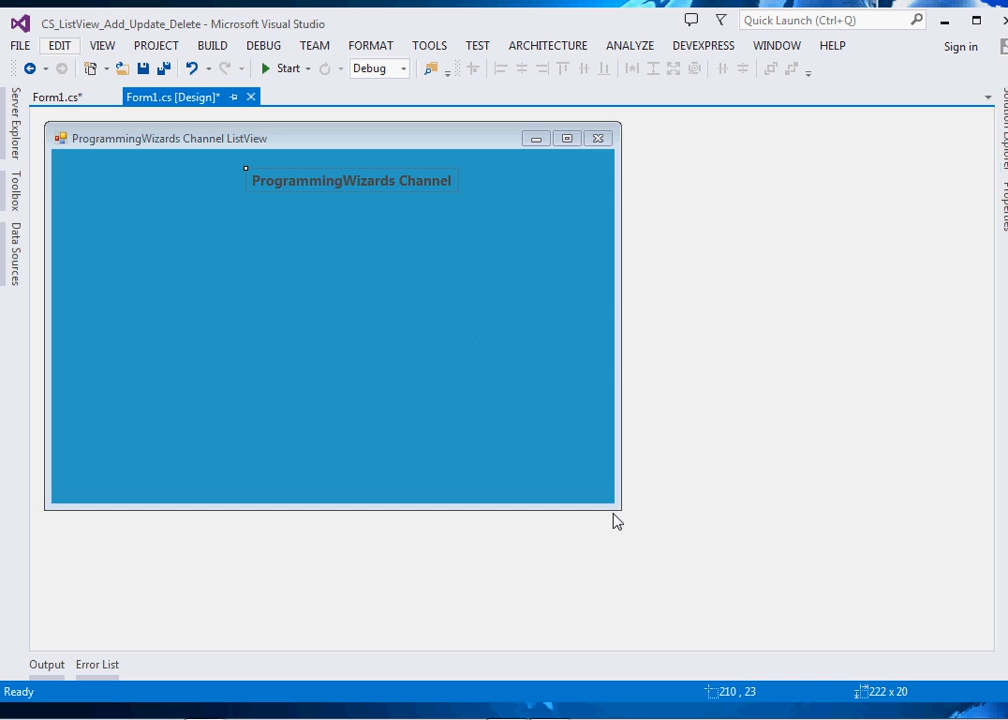 CS_ListView_Add_Update_Delete - Microsoft Visual Studio
Quick Launch (Ctrl+Q)
FILE EDIT VIEW PROJECT BUILD DEBUG TEAM FORMAT TOOLS TEST ARCHITECTURE ANALYZE DEVEXPRESS WINDOW HELP Sign in
Start Debug
Form1.cs* Form1.cs [Design]*
Server Explorer
Toolbox
Data Sources
Solution Explorer
Properties
ProgrammingWizards Channel ListView
ProgrammingWizards Channel
Output Error List
Ready 210 , 23 222 x 20